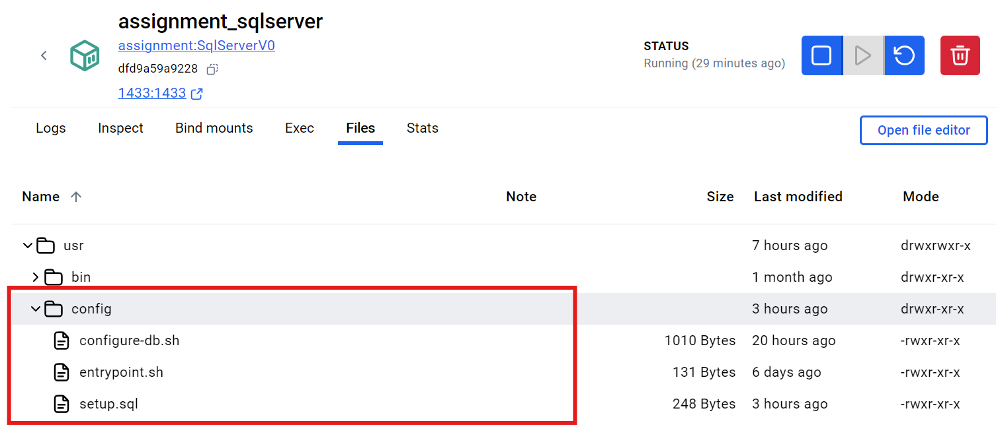 assignment_sqlserver
assignment:SqlServerV0
dfd9a59a9228
1433:1433
STATUS
Running (29 minutes ago)
Logs Inspect Bind mounts Exec Files Stats
Open file editor
Name Note Size Last modified Mode
usr 7 hours ago drwxrwxr-x
bin 1 month ago drwxr-xr-x
config 3 hours ago drwxr-xr-x
configure-db.sh 1010 Bytes 20 hours ago -rwxr-xr-x
entrypoint.sh 131 Bytes 6 days ago -rwxr-xr-x
setup.sql 248 Bytes 3 hours ago -rwxr-xr-x